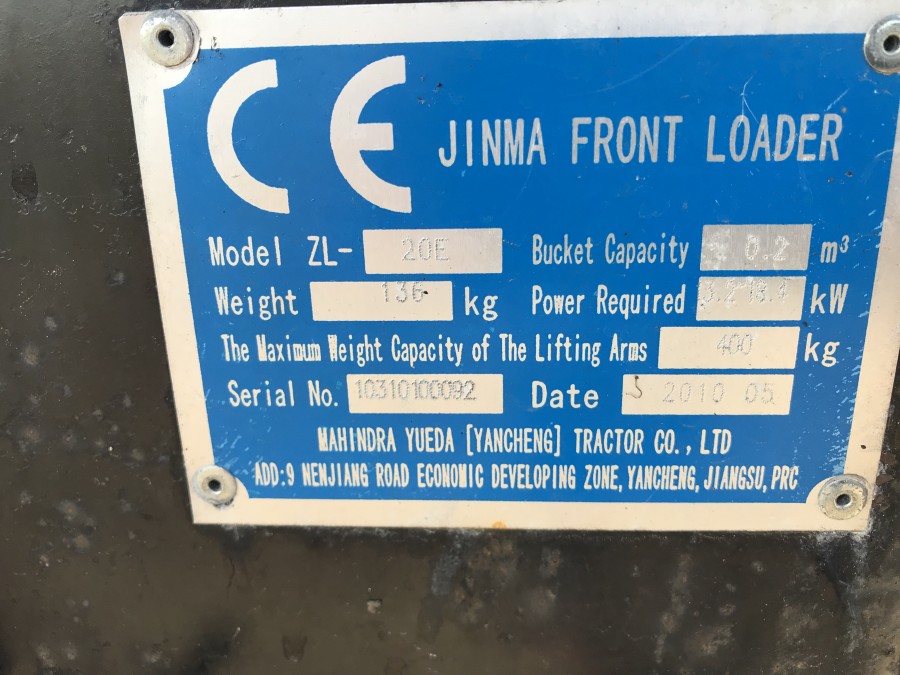 CE JINMA FRONT LOADER
Model ZL- 20E Bucket Capacity 0.2 m³
Weight 136 kg Power Required kW
The Maximum Weight Capacity of The Lifting Arms 400 kg
Serial No. 10310100092 Date 2010 05
MAHINDRA YUEDA [YANCHENG] TRACTOR CO., LTD
ADD:9 NENJIANG ROAD ECONOMIC DEVELOPING ZONE, YANCHENG, JIANGSU, PRC